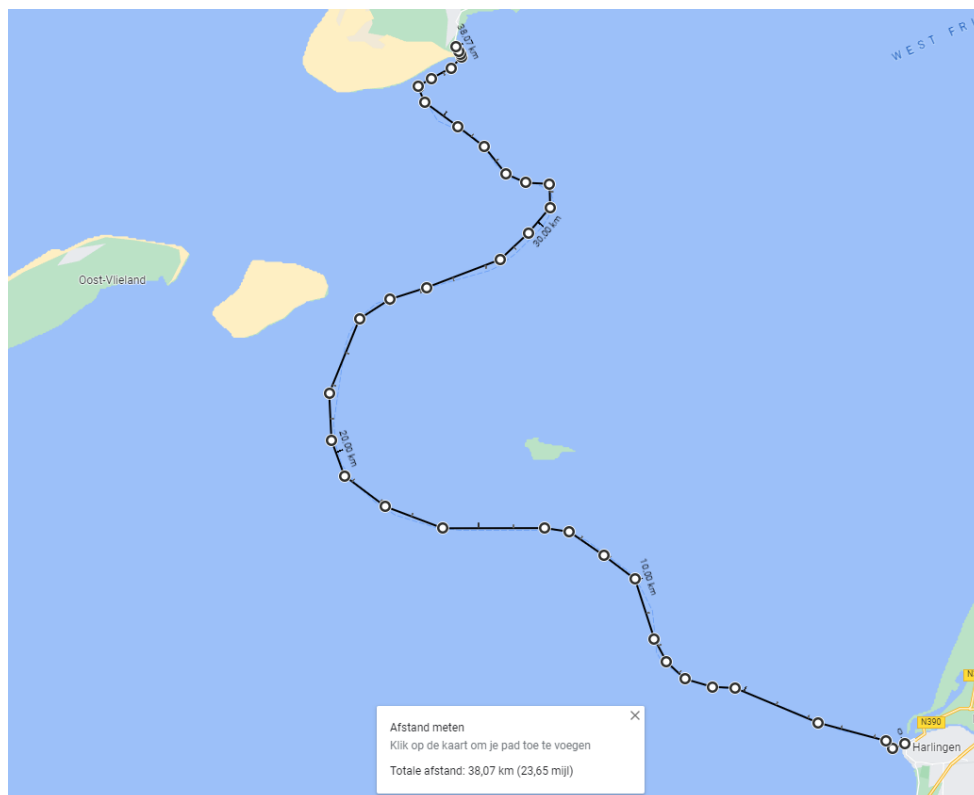 38,07 km
WEST FRI
30,00 km
Oost-Vlieland
20,00 km
10,00 km
N
N390
0
Harlingen
Afstand meten
Klik op de kaart om je pad toe te voegen
Totale afstand: 38,07 km (23,65 mijl)